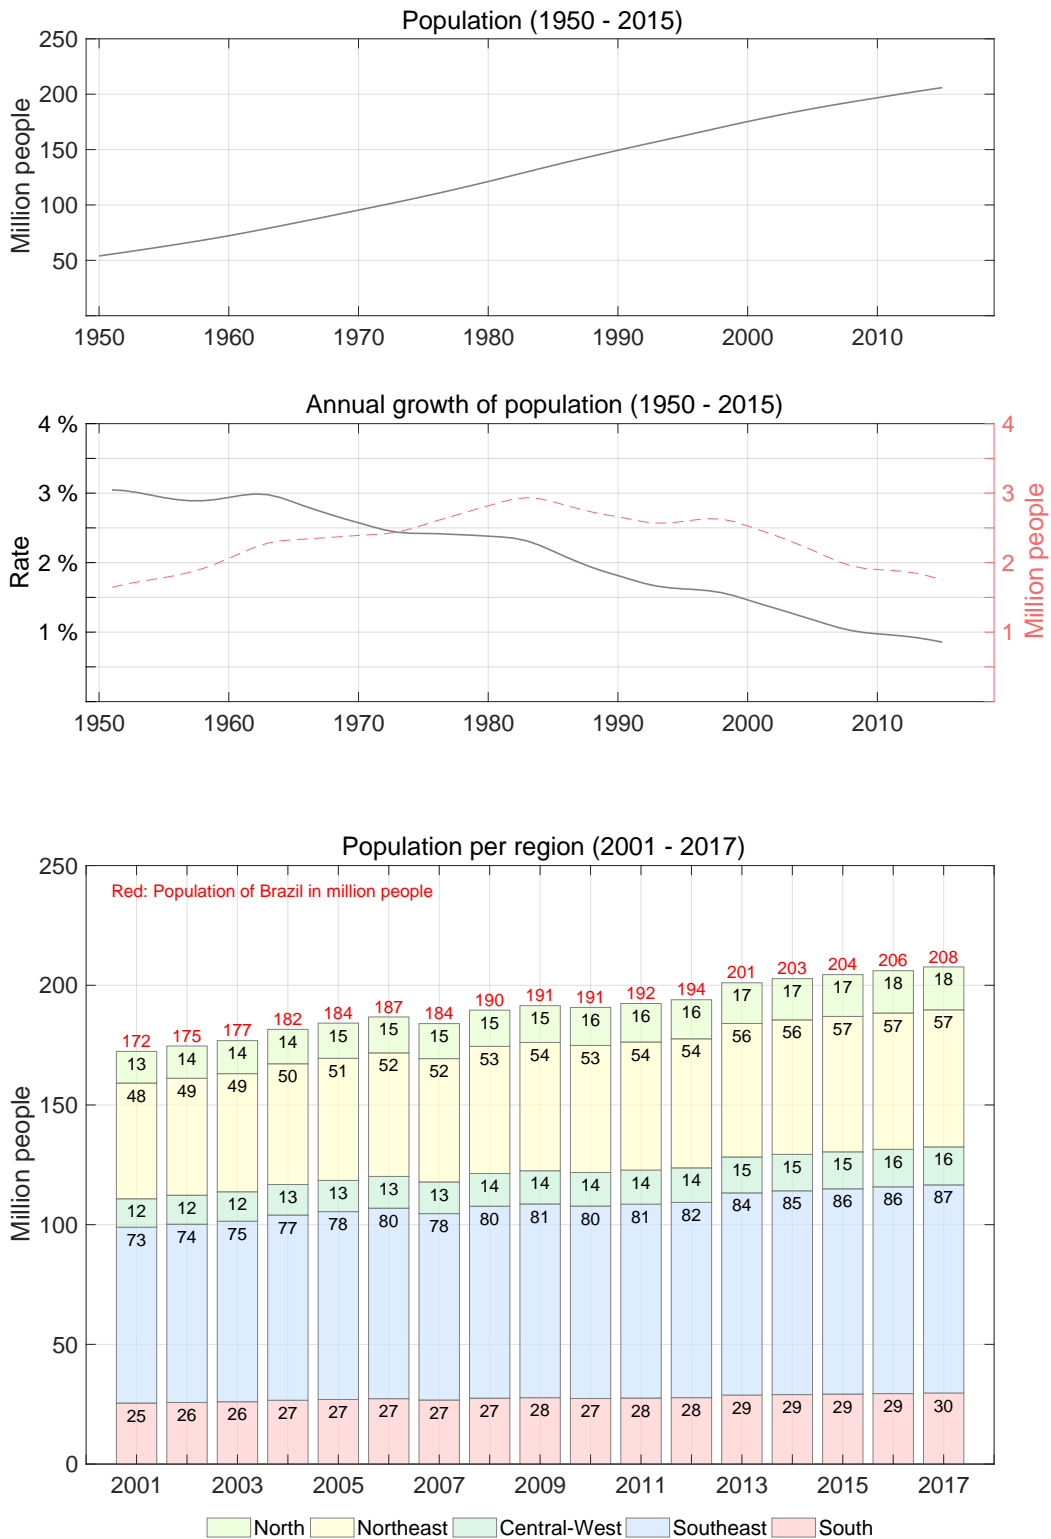 Population (1950 - 2015)
250
200
150
100
50
Million people
1950 1960 1970 1980 1990 2000 2010
Annual growth of population (1950 - 2015)
4 % 4
3 % 3
2 % 2
1 % 1
Rate
Million people
1950 1960 1970 1980 1990 2000 2010
Population per region (2001 - 2017)
250
200
150
100
50
0
Million people
Red: Population of Brazil in million people
172 175 177 182 184 187 184 190 191 191 192 194 201 203 204 206 208
13 14 14 14 15 15 15 15 15 16 16 16 17 17 17 18 18
48 49 49 50 51 52 52 53 54 53 54 54 56 56 57 57 57
12 12 12 13 13 13 13 14 14 14 14 14 15 15 15 16 16
73 74 75 77 78 80 78 80 81 80 81 82 84 85 86 86 87
25 26 26 27 27 27 27 27 28 27 28 28 29 29 29 29 30
2001 2003 2005 2007 2009 2011 2013 2015 2017
North Northeast Central-West Southeast South